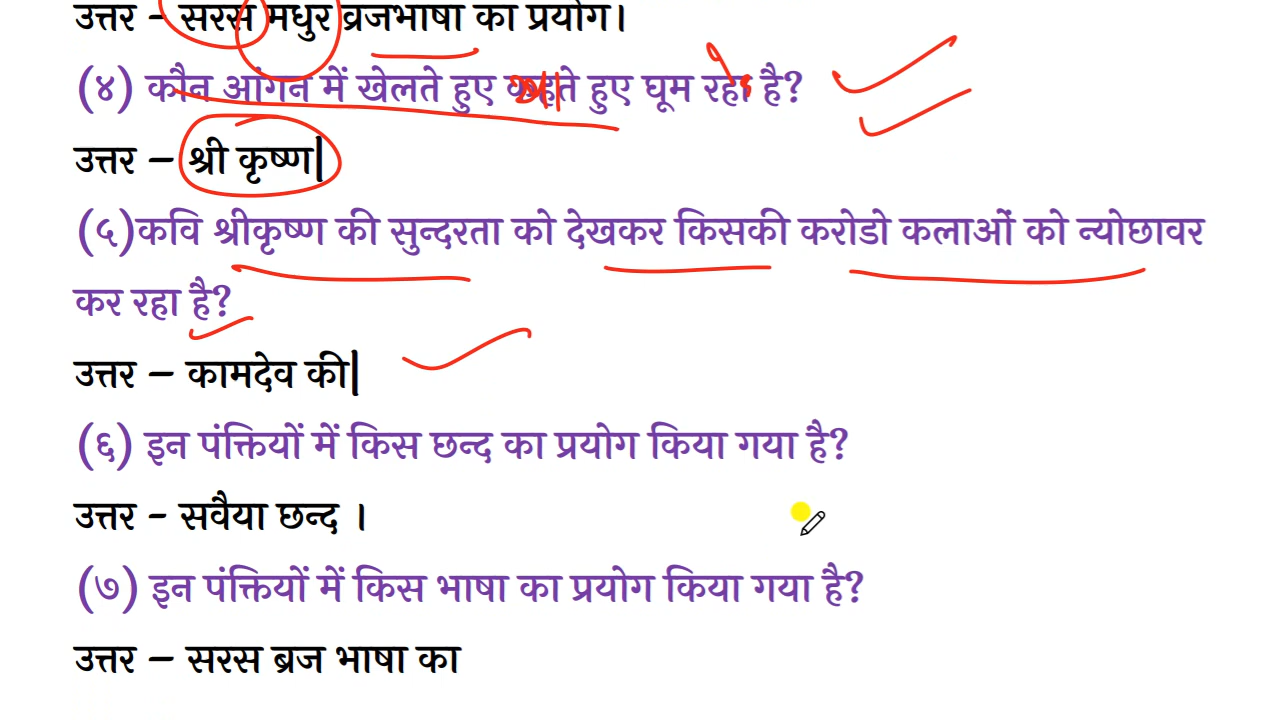 उत्तर – सरस मधुर व्रजभाषा का प्रयोग।
(४) कौन आंगन में खेलते हुए कहते हुए घूम रहा है?
उत्तर – श्री कृष्ण|
(५)कवि श्रीकृष्ण की सुन्दरता को देखकर किसकी करोडो कलाओं को न्योछावर
कर रहा है?
उत्तर – कामदेव की|
(६) इन पंक्तियों में किस छन्द का प्रयोग किया गया है?
उत्तर - सवैया छन्द ।
(७) इन पंक्तियों में किस भाषा का प्रयोग किया गया है?
उत्तर – सरस ब्रज भाषा का